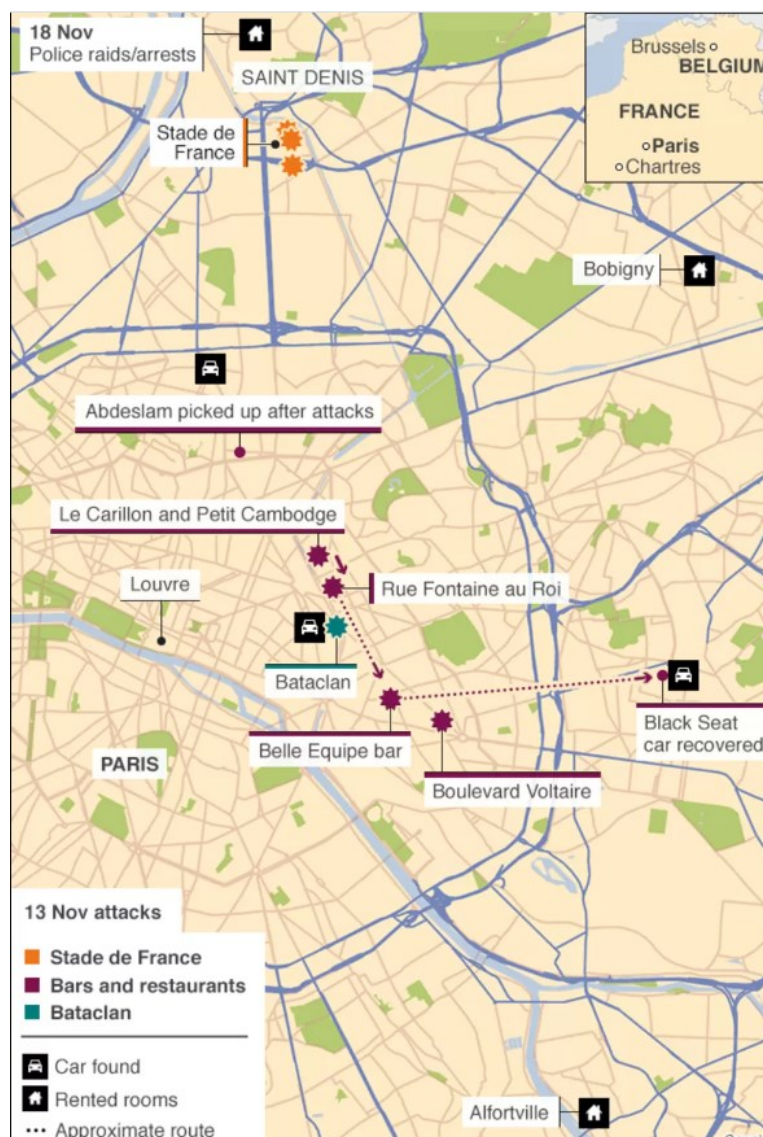 18 Nov
Police raids/arrests
SAINT DENIS
Stade de
France
Brussels
BELGIUM
FRANCE
Paris
Chartres
Bobigny
Abdeslam picked up after attacks
Le Carillon and Petit Cambodge
Louvre
Rue Fontaine au Roi
Bataclan
Belle Equipe bar
Black Seat
car recovered
PARIS
Boulevard Voltaire
13 Nov attacks
Stade de France
Bars and restaurants
Bataclan
Car found
Rented rooms
Approximate route
Alfortville